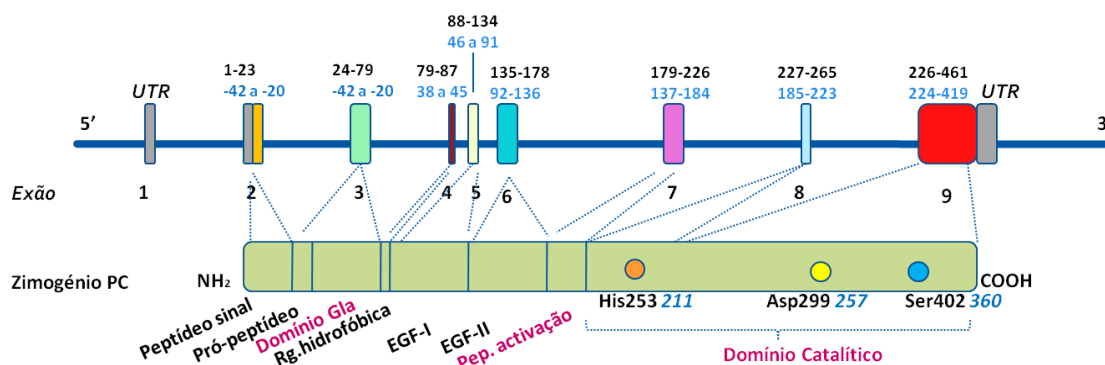 88-134
46 a 91
1-23
24-79
79-87
135-178
179-226
227-265
226-461
UTR
-42 a -20
-42 a -20
38 a 45
92-136
137-184
185-223
224-419
UTR
5’
3
Exão
1
2
3
4
5
6
7
8
9
Zimogénio PC
NH₂
COOH
His253 211
Asp299 257
Ser402 360
Peptídeo sinal
Pró-peptídeo
Domínio Gla
Rg.hidrofóbica
EGF-I
EGF-II
Pep. activação
Domínio Catalítico